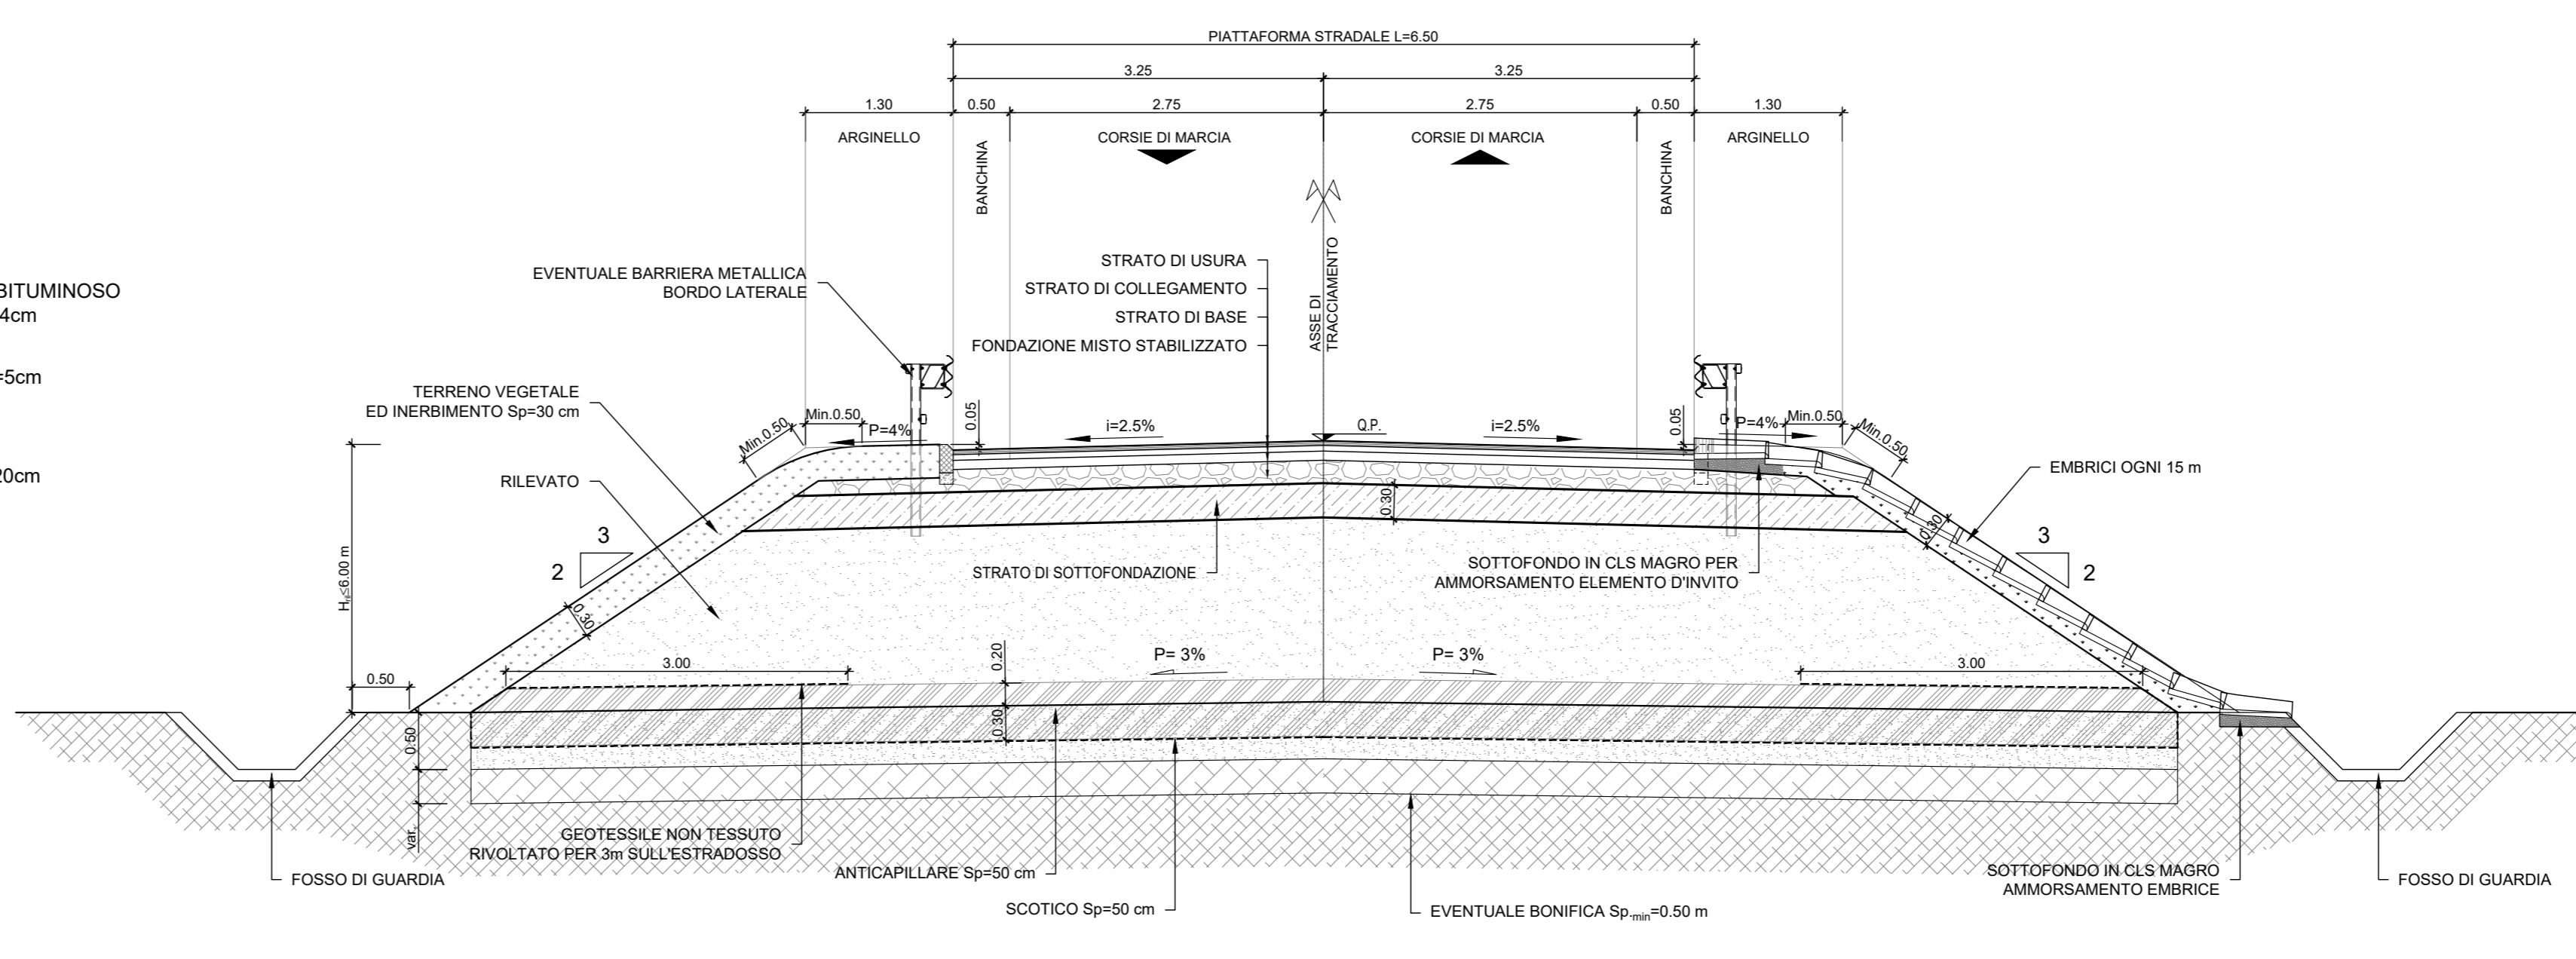 PIATTAFORMA STRADALE L=6.50
3.25
3.25
1.30
0.50
2.75
2.75
0.50
1.30
ARGINELLO
BANCHINA
CORSIE DI MARCIA
CORSIE DI MARCIA
BANCHINA
ARGINELLO
ASSE DI
TRACCIAMENTO
STRATO DI USURA
STRATO DI COLLEGAMENTO
STRATO DI BASE
FONDAZIONE MISTO STABILIZZATO
EVENTUALE BARRIERA METALLICA
BORDO LATERALE
BITUMINOSO
4cm
=5cm
20cm
TERRENO VEGETALE
ED INERBIMENTO Sp=30 cm
RILEVATO
Min.0.50
Min.0.50
P=4%
0.05
i=2.5%
Q.P.
i=2.5%
0.05
P=4%
Min.0.50
Min.0.50
EMBRICI OGNI 15 m
0.30
0.30
3
2
3
2
STRATO DI SOTTOFONDAZIONE
SOTTOFONDO IN CLS MAGRO PER
AMMORSAMENTO ELEMENTO D'INVITO
Hril≤6.00 m
0.30
0.50
3.00
0.20
P= 3%
P= 3%
3.00
0.50
0.30
var.
GEOTESSILE NON TESSUTO
RIVOLTATO PER 3m SULL'ESTRADOSSO
ANTICAPILLARE Sp=50 cm
SCOTICO Sp=50 cm
EVENTUALE BONIFICA Sp.min=0.50 m
FOSSO DI GUARDIA
SOTTOFONDO IN CLS MAGRO
AMMORSAMENTO EMBRICE
FOSSO DI GUARDIA